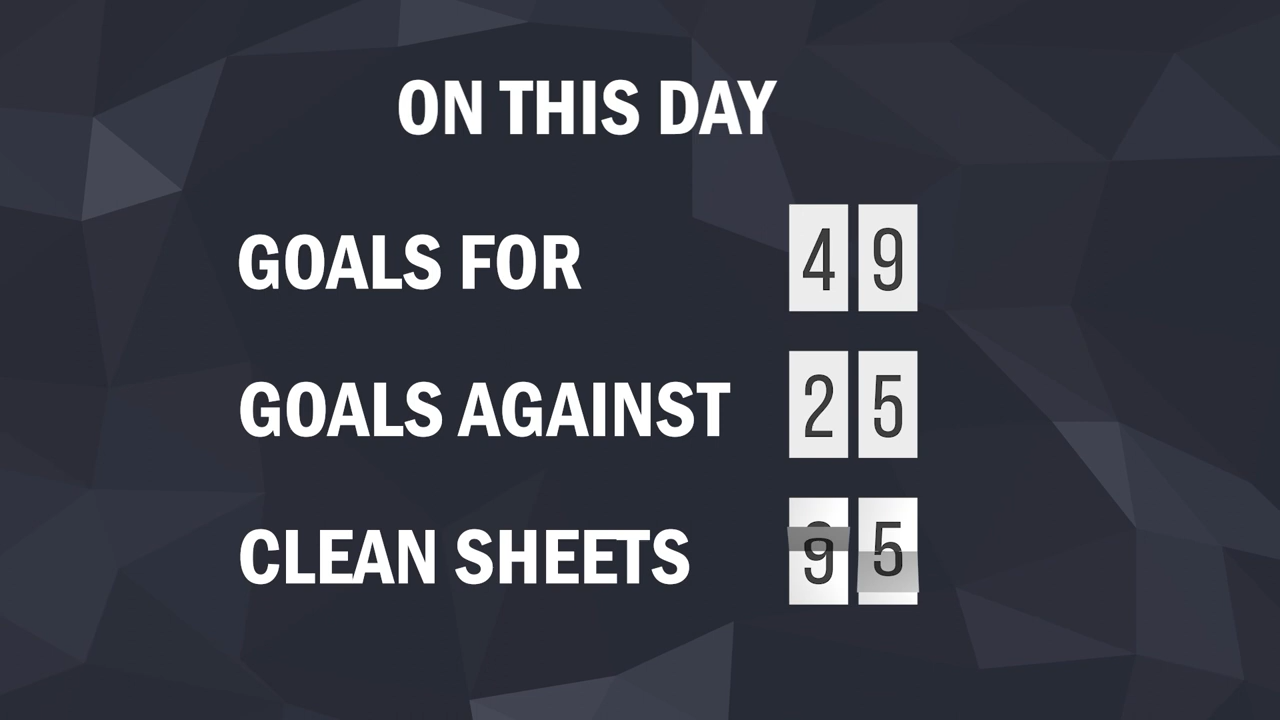 ON THIS DAY
GOALS FOR 49
GOALS AGAINST 25
CLEAN SHEETS